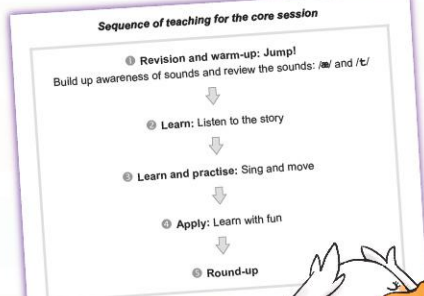 Sequence of teaching for the core session
❶ Revision and warm-up: Jump!
Build up awareness of sounds and review the sounds: /æ/ and /t/
❷ Learn: Listen to the story
❸ Learn and practise: Sing and move
❹ Apply: Learn with fun
❺ Round-up